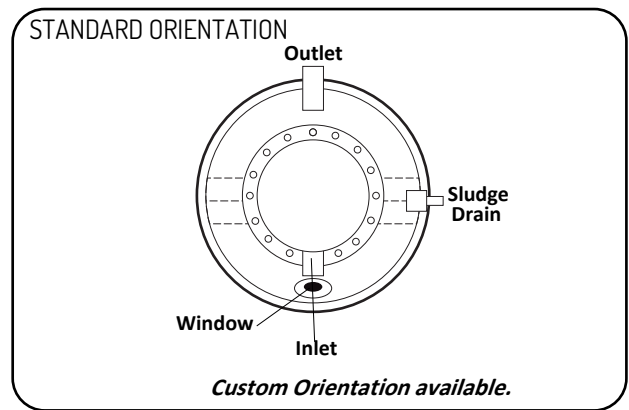 STANDARD ORIENTATION
Outlet
Sludge
Drain
Window
Inlet
Custom Orientation available.